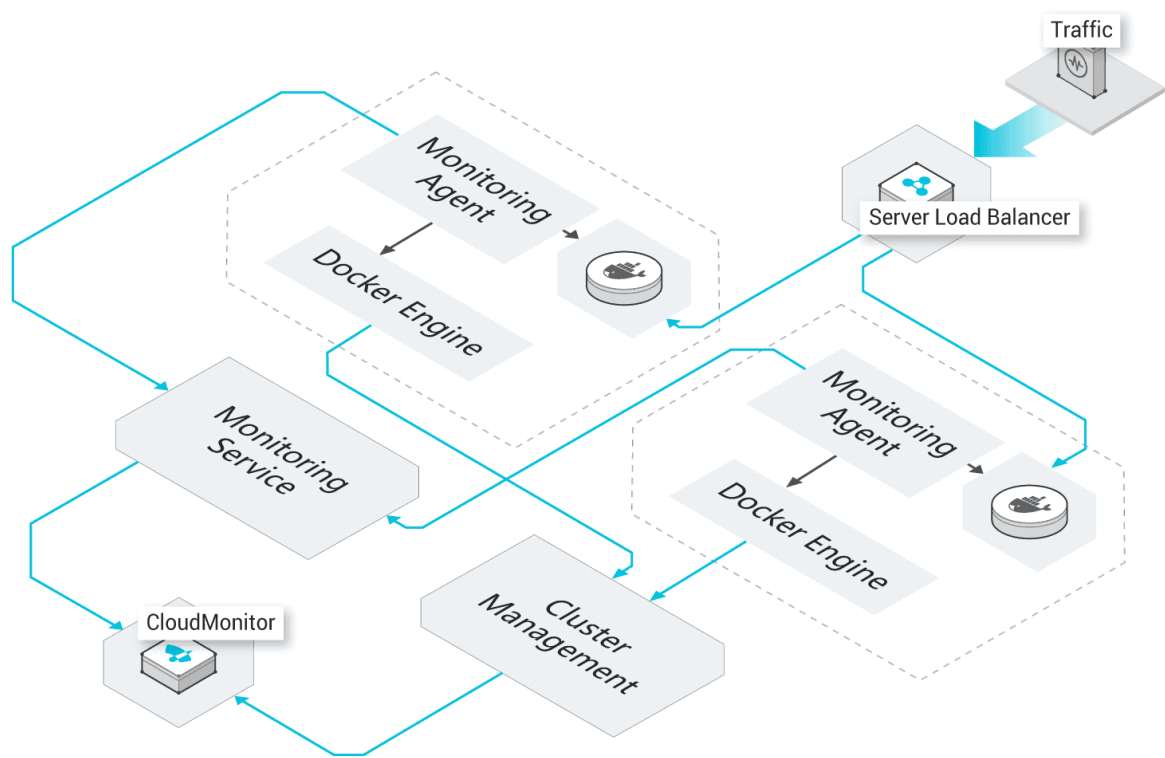 Traffic
Server Load Balancer
Monitoring
Agent
Docker Engine
Monitoring
Agent
Docker Engine
Monitoring
Service
Cluster
Management
CloudMonitor